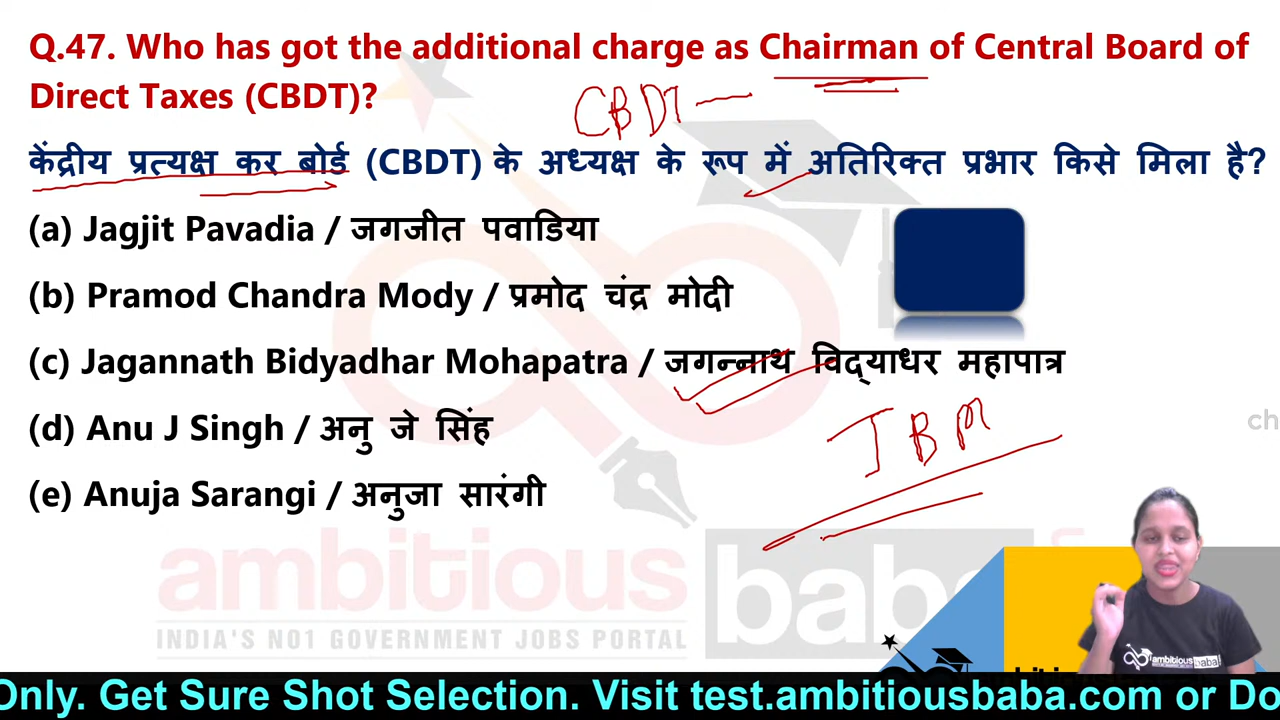 Q.47. Who has got the additional charge as Chairman of Central Board of
Direct Taxes (CBDT)?
CBDT
केंद्रीय प्रत्यक्ष कर बोर्ड (CBDT) के अध्यक्ष के रूप में अतिरिक्त प्रभार किसे मिला है?
(a) Jagjit Pavadia / जगजीत पवाडिया
(b) Pramod Chandra Mody / प्रमोद चंद्र मोदी
(c) Jagannath Bidyadhar Mohapatra / जगन्नाथ विद्याधर महापात्र
JBM
(d) Anu J Singh / अनु जे सिंह
ch
(e) Anuja Sarangi / अनुजा सारंगी
ambitious baba
INDIA'S NO1 GOVERNMENT JOBS PORTAL
ambitious baba
Only. Get Sure Shot Selection. Visit test.ambitiousbaba.com or Do